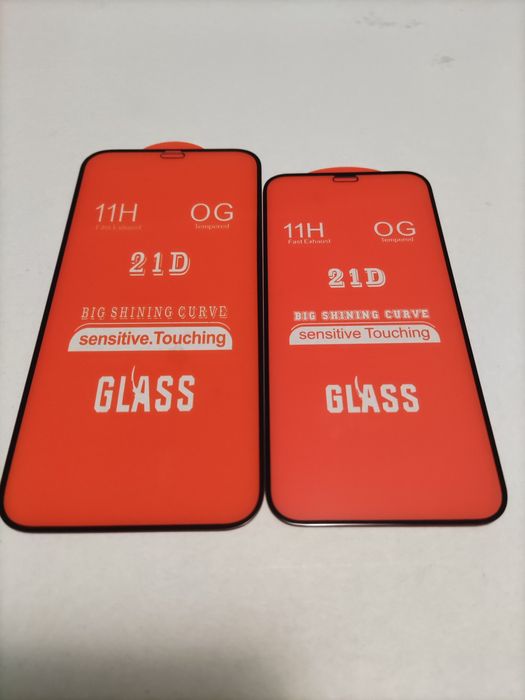 11H
Fast Exhaust
OG
Tempered
21D
BIG SHINING CURVE
sensitive.Touching
GLASS
11H
Fast Exhaust
OG
Tempered
21D
BIG SHINING CURVE
sensitive Touching
GLASS